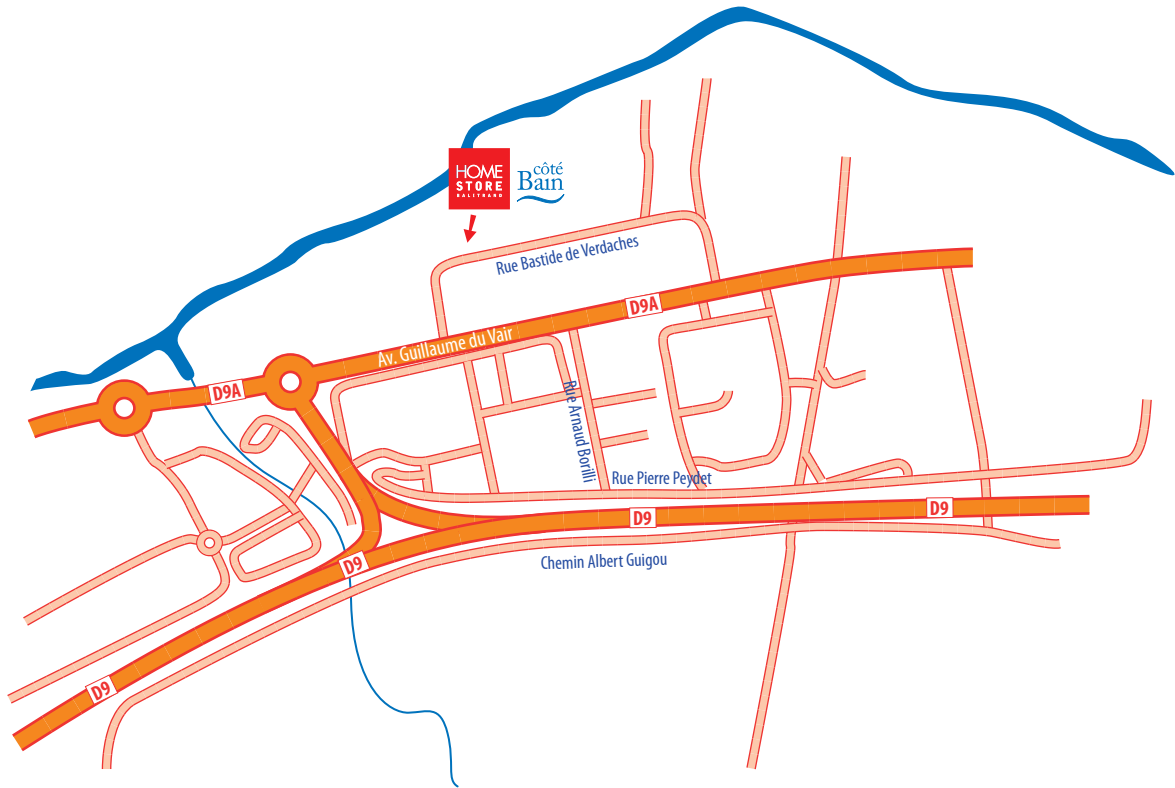 HOME
STORE
BALITRAND
côté
Bain
Rue Bastide de Verdaches
D9A
Av. Guillaume du Vair
D9A
Rue Arnaud Borilli
Rue Pierre Peydet
D9
D9
Chemin Albert Guigou
D9
D9